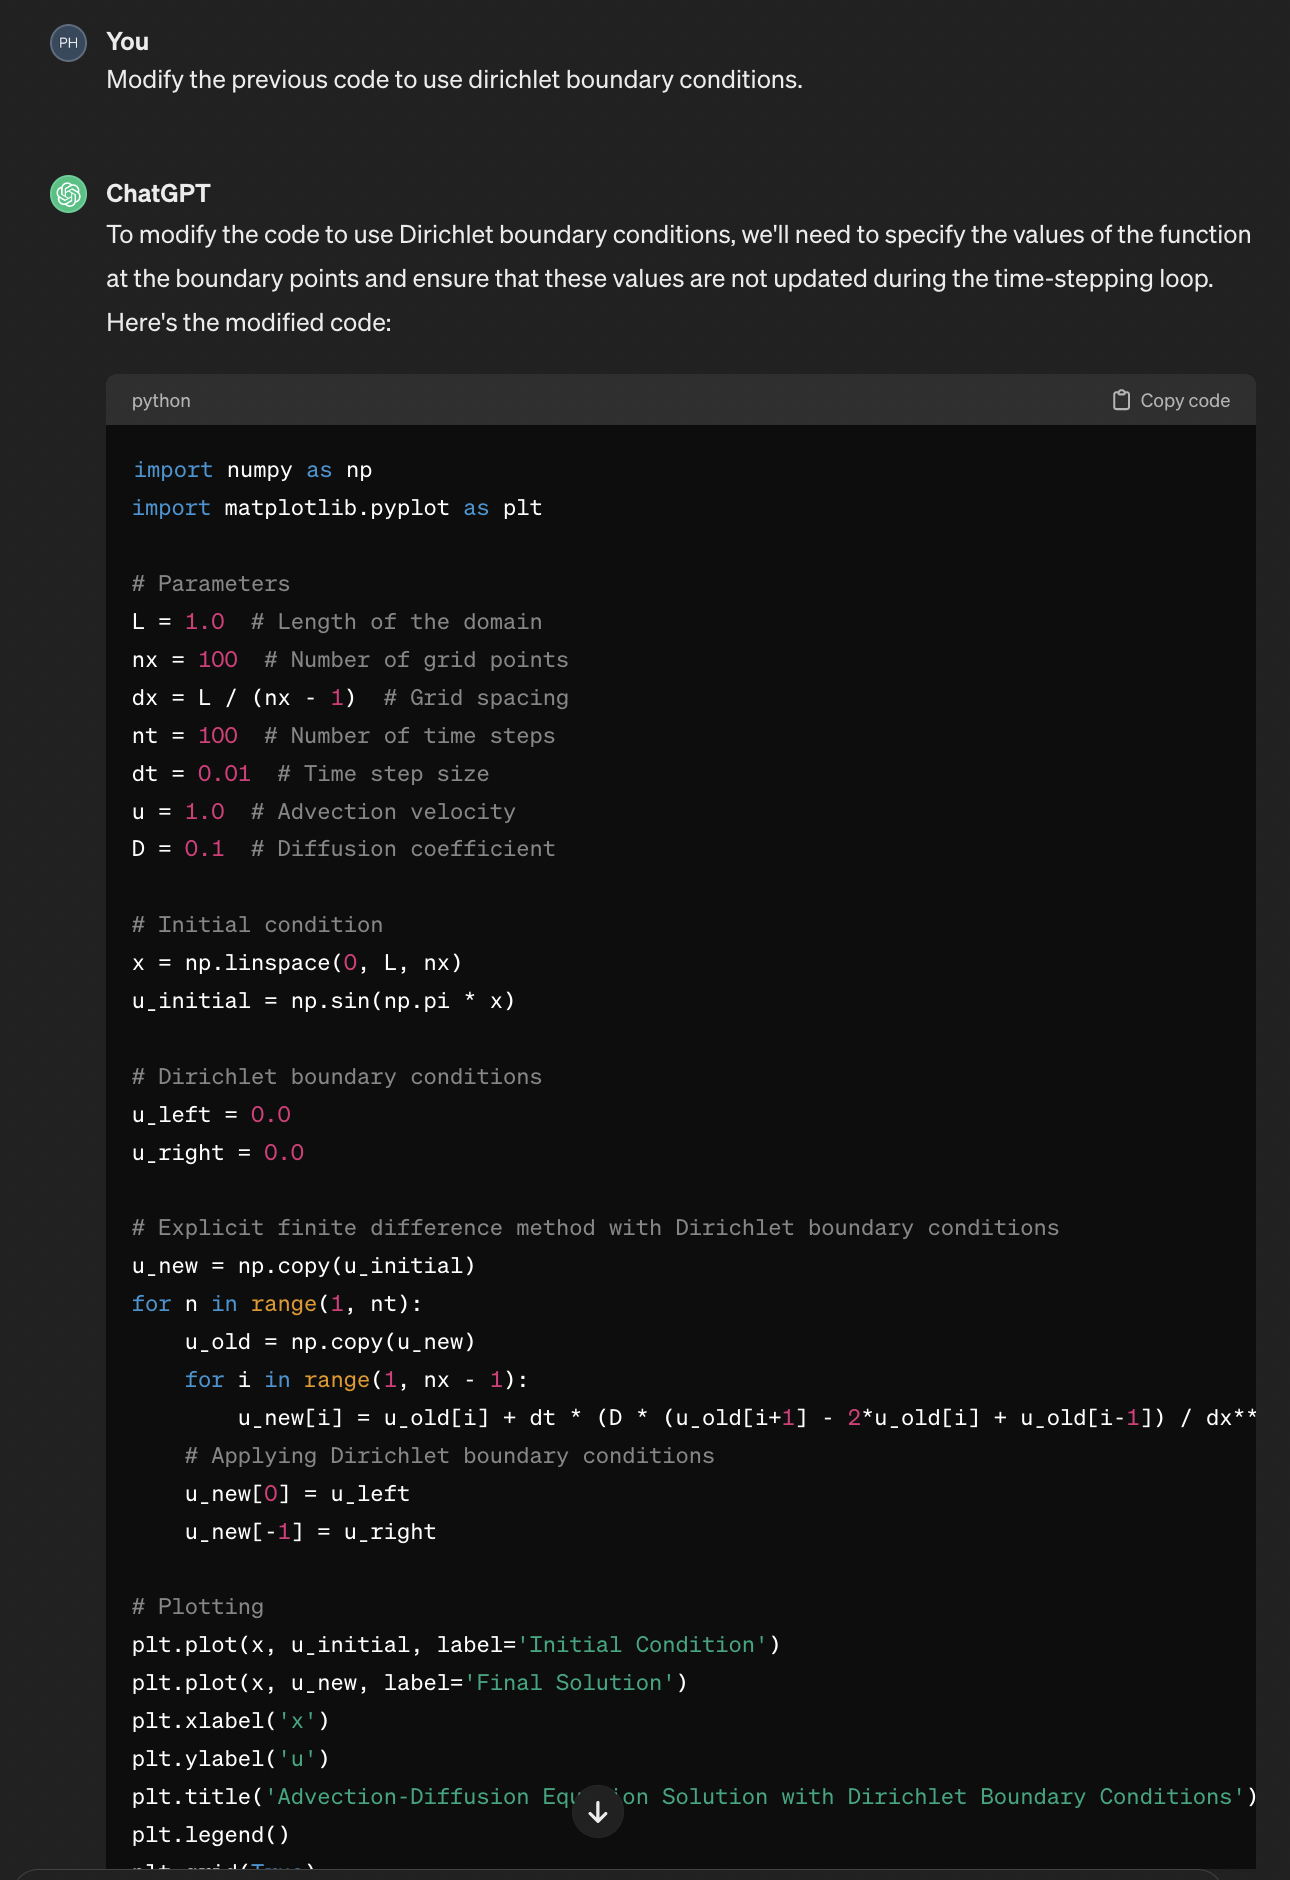 PH
You
Modify the previous code to use dirichlet boundary conditions.
ChatGPT
To modify the code to use Dirichlet boundary conditions, we'll need to specify the values of the function
at the boundary points and ensure that these values are not updated during the time-stepping loop.
Here's the modified code:
python
Copy code
import numpy as np
import matplotlib.pyplot as plt
# Parameters
L = 1.0  # Length of the domain
nx = 100  # Number of grid points
dx = L / (nx - 1)  # Grid spacing
nt = 100  # Number of time steps
dt = 0.01  # Time step size
u = 1.0  # Advection velocity
D = 0.1  # Diffusion coefficient
# Initial condition
x = np.linspace(0, L, nx)
u_initial = np.sin(np.pi * x)
# Dirichlet boundary conditions
u_left = 0.0
u_right = 0.0
# Explicit finite difference method with Dirichlet boundary conditions
u_new = np.copy(u_initial)
for n in range(1, nt):
    u_old = np.copy(u_new)
    for i in range(1, nx - 1):
        u_new[i] = u_old[i] + dt * (D * (u_old[i+1] - 2*u_old[i] + u_old[i-1]) / dx**
    # Applying Dirichlet boundary conditions
    u_new[0] = u_left
    u_new[-1] = u_right
# Plotting
plt.plot(x, u_initial, label='Initial Condition')
plt.plot(x, u_new, label='Final Solution')
plt.xlabel('x')
plt.ylabel('u')
plt.title('Advection-Diffusion Equation Solution with Dirichlet Boundary Conditions')
plt.legend()
plt.grid(True)